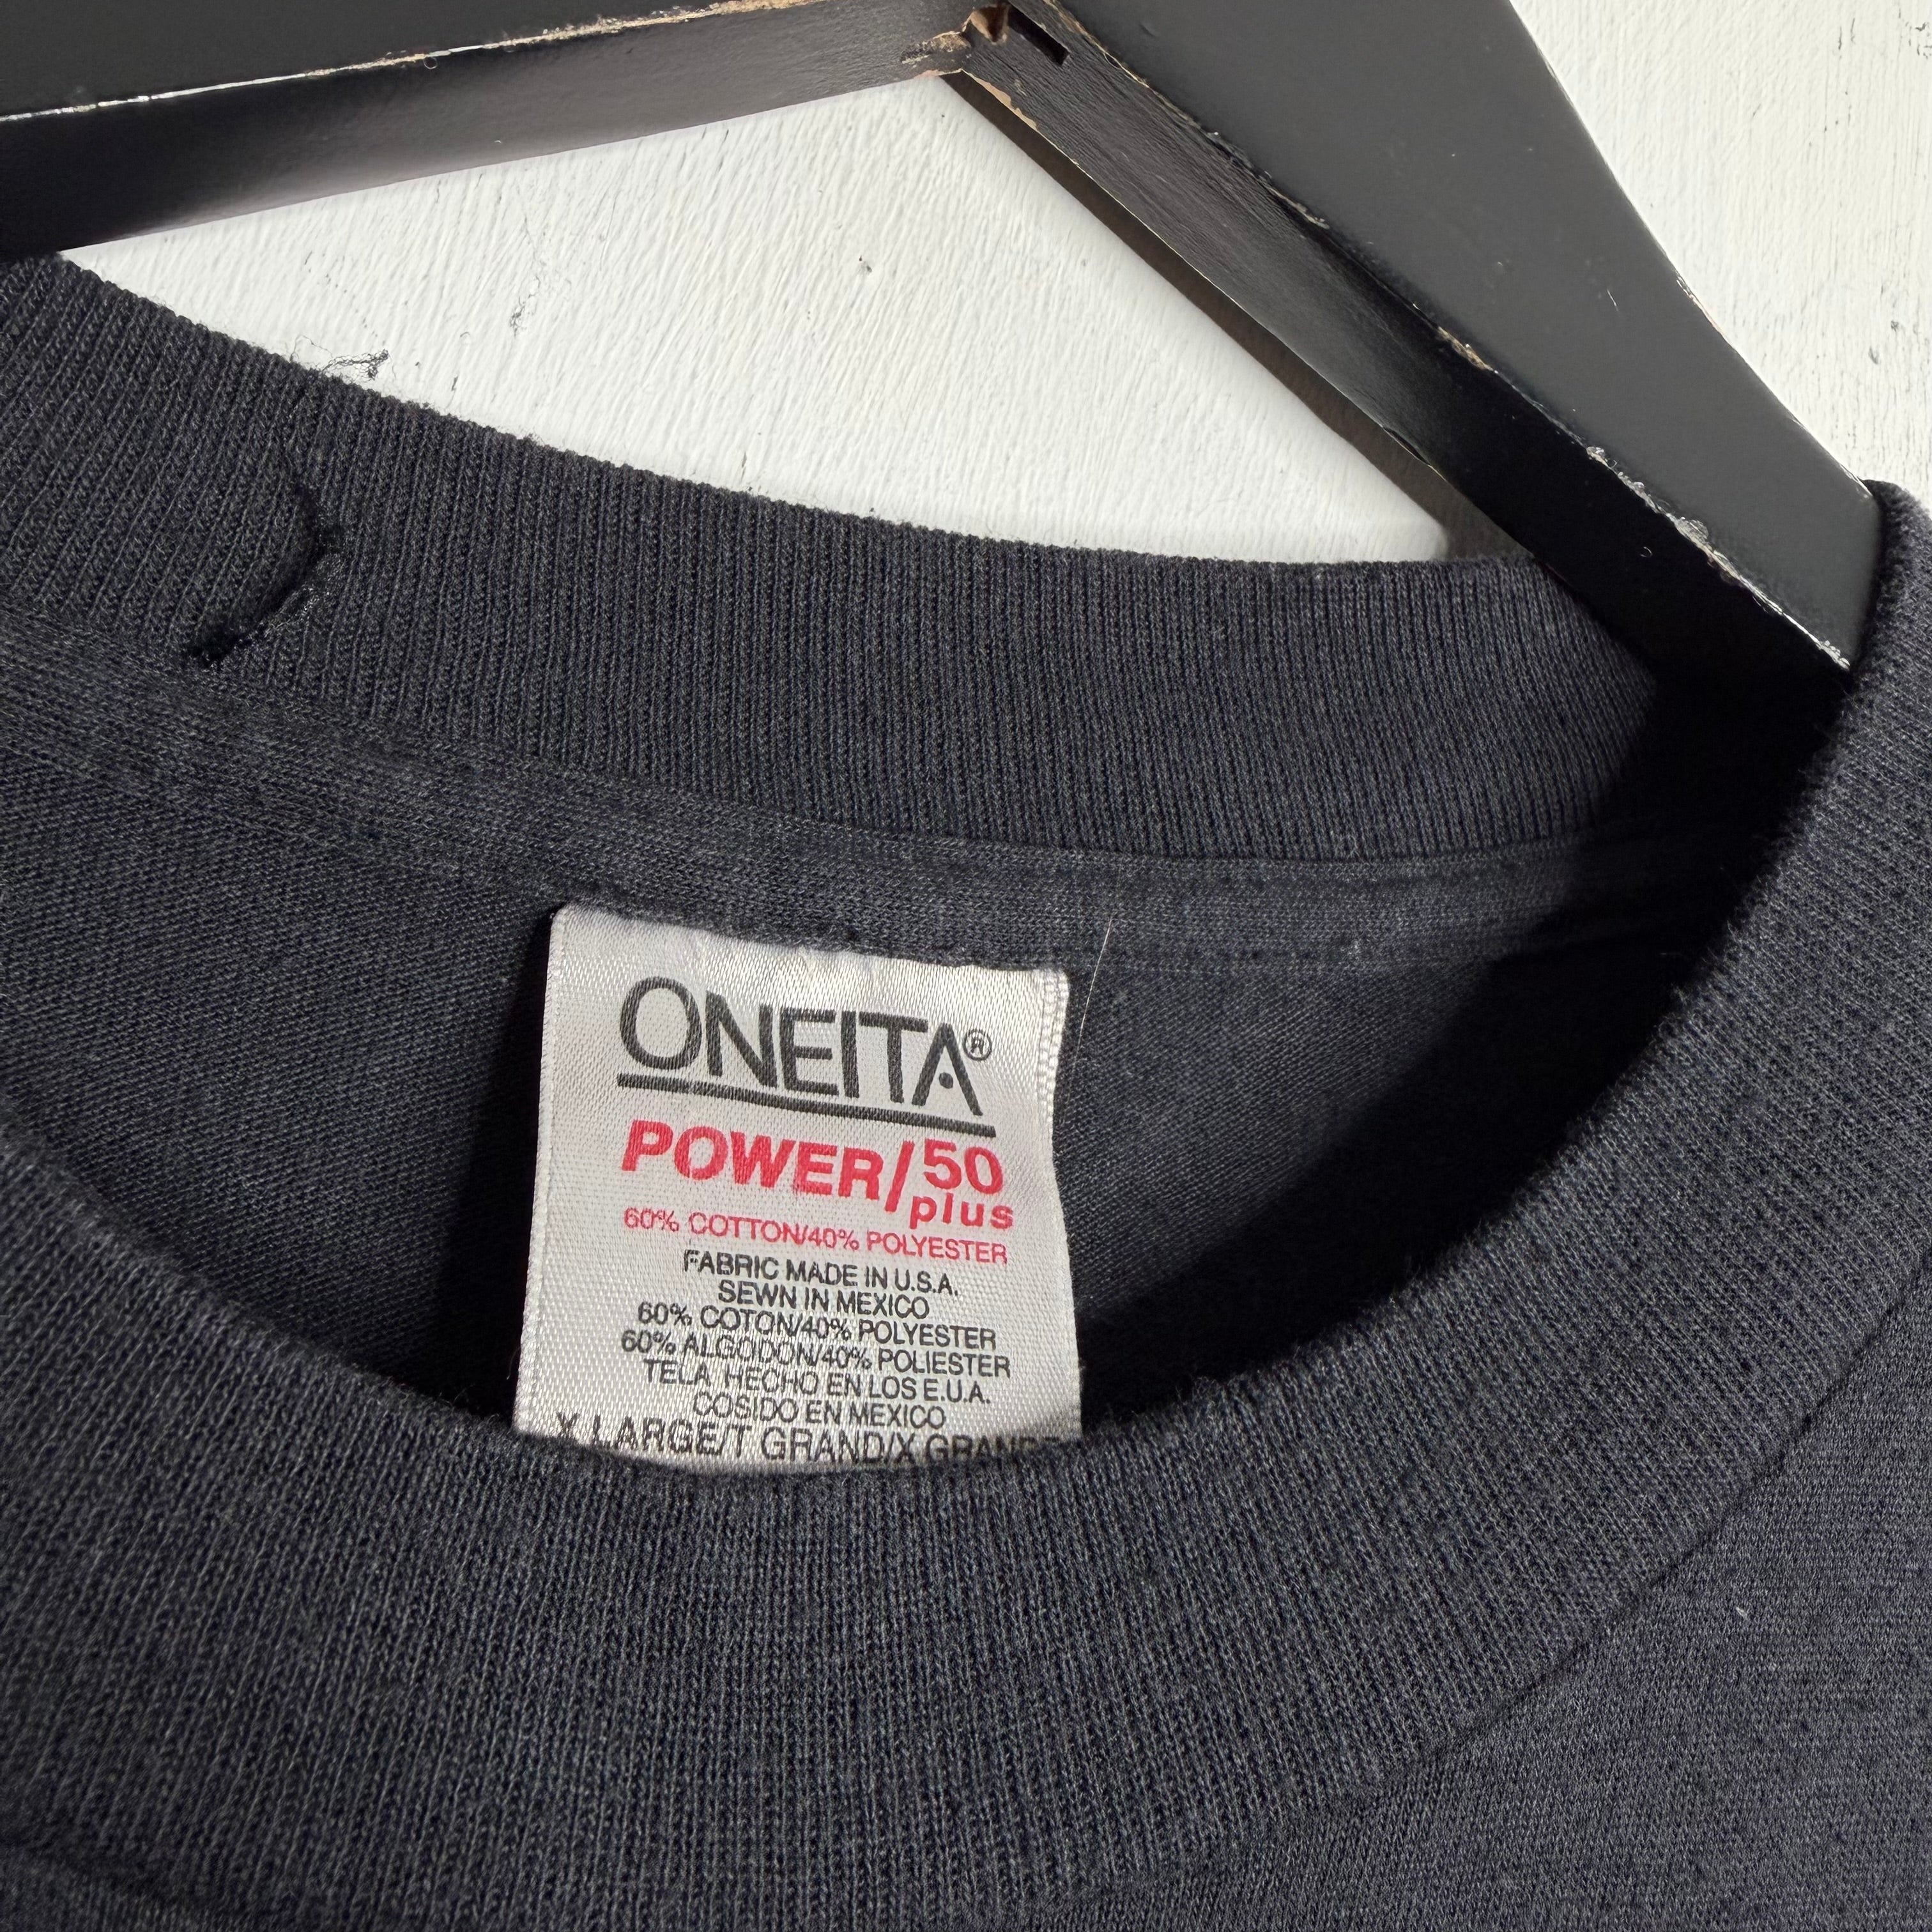 ONEITA®
POWER/50
plus
60% COTTON/40% POLYESTER
FABRIC MADE IN U.S.A.
SEWN IN MEXICO
60% COTON/40% POLYESTER
60% ALGODON/40% POLIESTER
TELA HECHO EN LOS E.U.A.
COSIDO EN MEXICO
X LARGE/T GRAND/X GRANDE